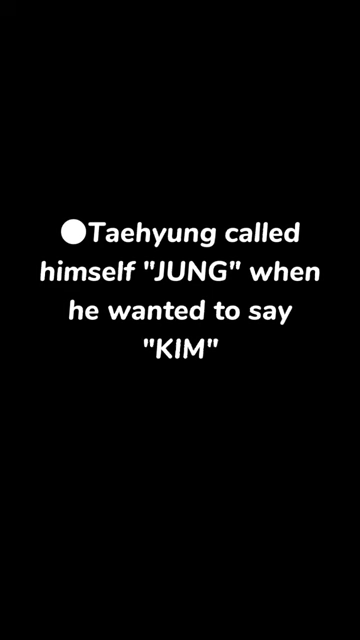 ●Taehyung called
himself "JUNG" when
he wanted to say
"KIM"